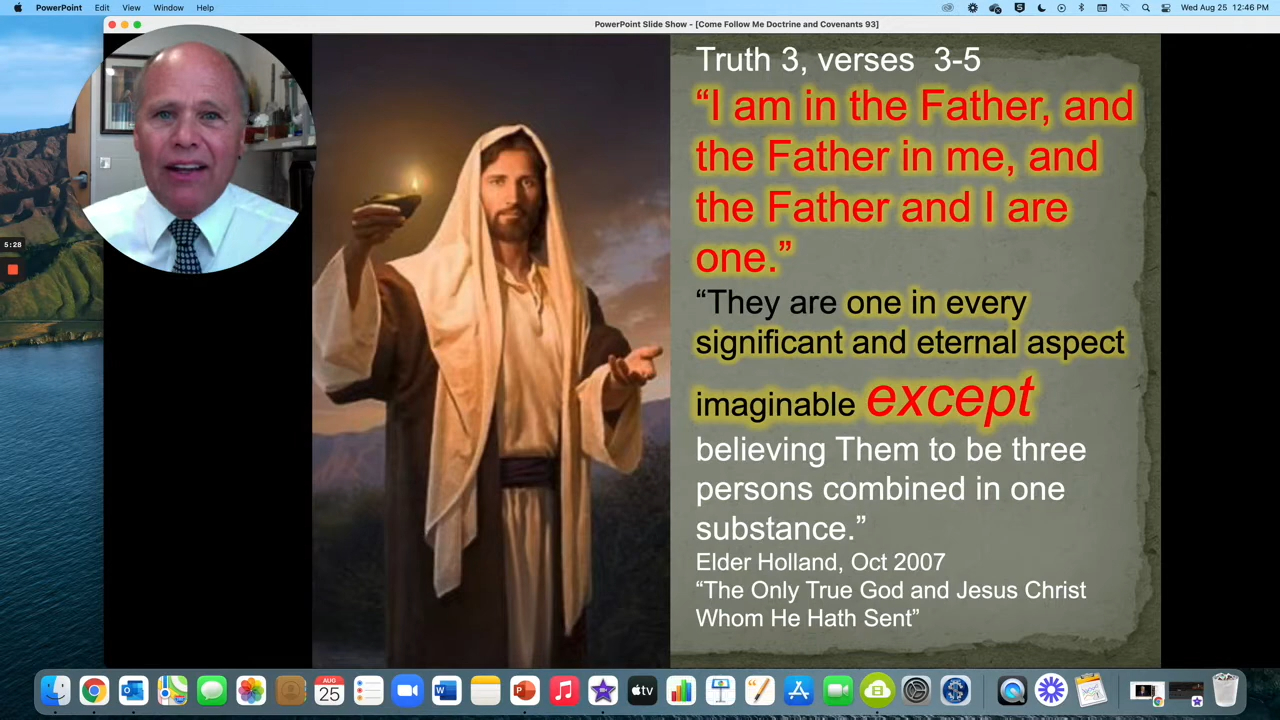 PowerPoint Edit View Window Help
Wed Aug 25 12:46 PM
PowerPoint Slide Show - [Come Follow Me Doctrine and Covenants 93]
5:28
Truth 3, verses 3-5
“I am in the Father, and
the Father in me, and
the Father and I are
one.”
“They are one in every
significant and eternal aspect
imaginable except
believing Them to be three
persons combined in one
substance.”
Elder Holland, Oct 2007
“The Only True God and Jesus Christ
Whom He Hath Sent”
AUG
25
tv